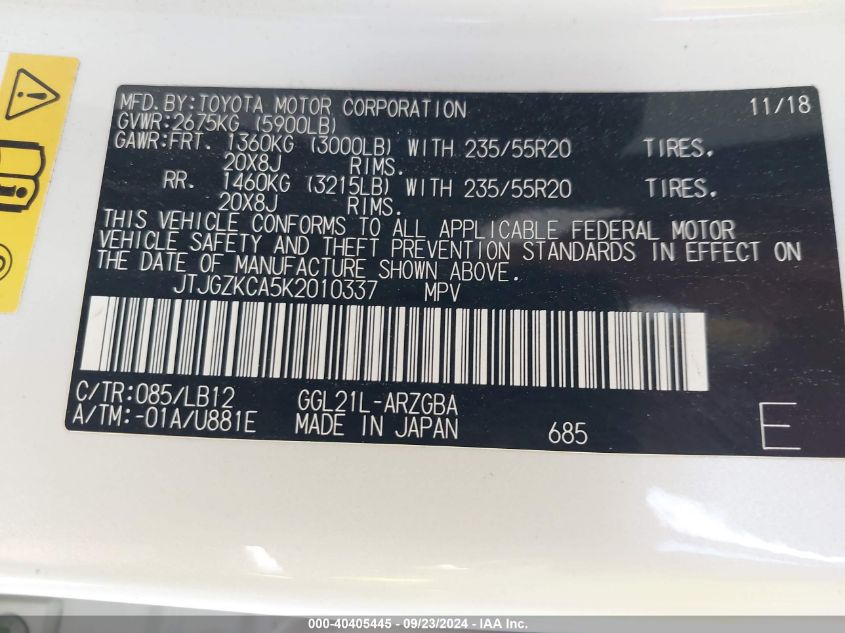 MFD. BY: TOYOTA MOTOR CORPORATION 11/18
GVWR: 2675KG (5900LB)
GAWR: FRT. 1360KG (3000LB) WITH 235/55R20 TIRES.
20X8J RIMS.
RR. 1460KG (3215LB) WITH 235/55R20 TIRES.
20X8J RIMS.
THIS VEHICLE CONFORMS TO ALL APPLICABLE FEDERAL MOTOR
VEHICLE SAFETY AND THEFT PREVENTION STANDARDS IN EFFECT ON
THE DATE OF MANUFACTURE SHOWN ABOVE.
JTJGZKCA5K2010337 MPV
C/TR: 085/LB12 GGL21L-ARZGBA
A/TM: -01A/U881E MADE IN JAPAN 685 E
000-40405445 - 09/23/2024 - IAA Inc.